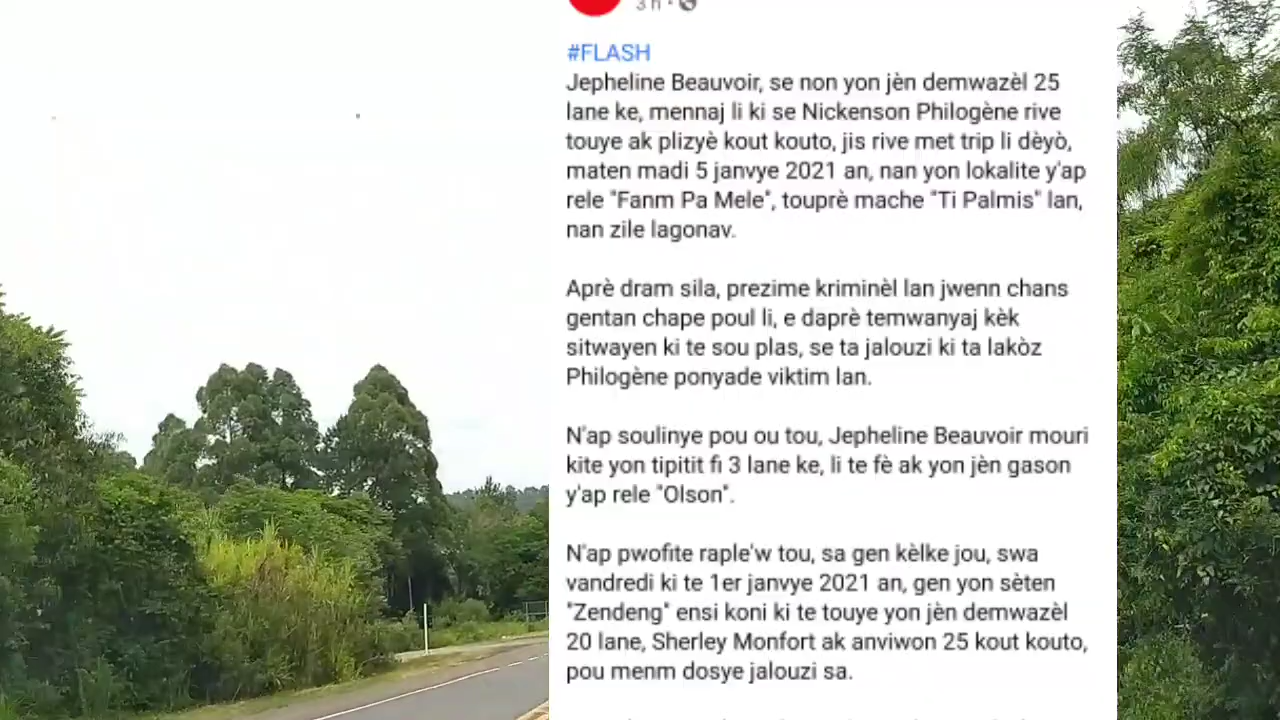 3 h
#FLASH
Jepheline Beauvoir, se non yon jèn demwazèl 25
lane ke, mennaj li ki se Nickenson Philogène rive
touye ak plizyè kout kouto, jis rive met trip li dèyò,
maten madi 5 janvye 2021 an, nan yon lokalite y'ap
rele "Fanm Pa Mele", touprè mache "Ti Palmis" lan,
nan zile lagonav.
Aprè dram sila, prezime kriminèl lan jwenn chans
gentan chape poul li, e daprè temwanyaj kèk
sitwayen ki te sou plas, se ta jalouzi ki ta lakòz
Philogène ponyade viktim lan.
N'ap soulinye pou ou tou, Jepheline Beauvoir mouri
kite yon tipitit fi 3 lane ke, li te fè ak yon jèn gason
y'ap rele "Olson".
N'ap pwofite raple'w tou, sa gen kèlke jou, swa
vandredi ki te 1er janvye 2021 an, gen yon sèten
"Zendeng" ensi koni ki te touye yon jèn demwazèl
20 lane, Sherley Monfort ak anviwon 25 kout kouto,
pou menm dosye jalouzi sa.